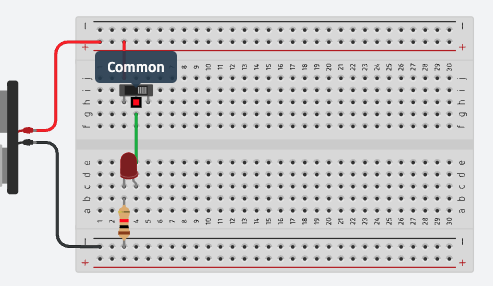 − −
+ +
Common
8 9 10 11 12 13 14 15 16 17 18 19 20 21 22 23 24 25 26 27 28 29 30
j j
i i
h h
g g
f f
e e
d d
c c
b b
a a
1 2 4 5 6 7 8 9 10 11 12 13 14 15 16 17 18 19 20 21 22 23 24 25 26 27 28 29 30
− −
+ +